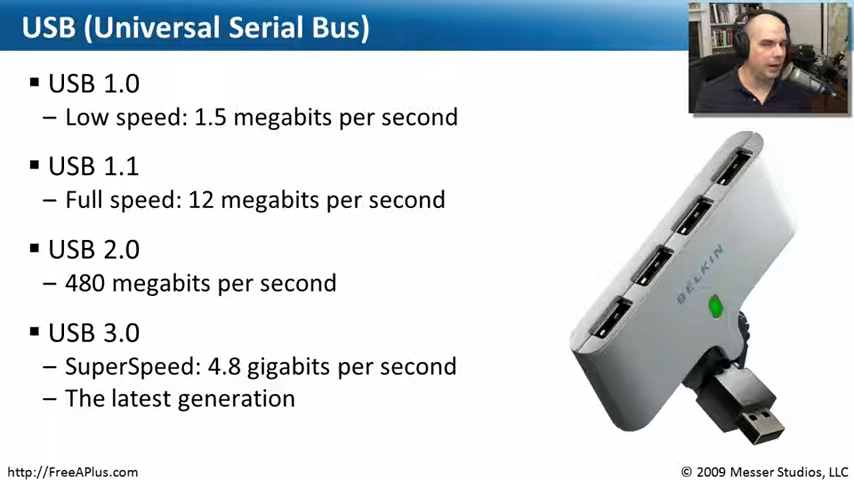 USB (Universal Serial Bus)
▪ USB 1.0
– Low speed: 1.5 megabits per second
▪ USB 1.1
– Full speed: 12 megabits per second
▪ USB 2.0
– 480 megabits per second
▪ USB 3.0
– SuperSpeed: 4.8 gigabits per second
– The latest generation
BELKIN
http://FreeAPlus.com
© 2009 Messer Studios, LLC